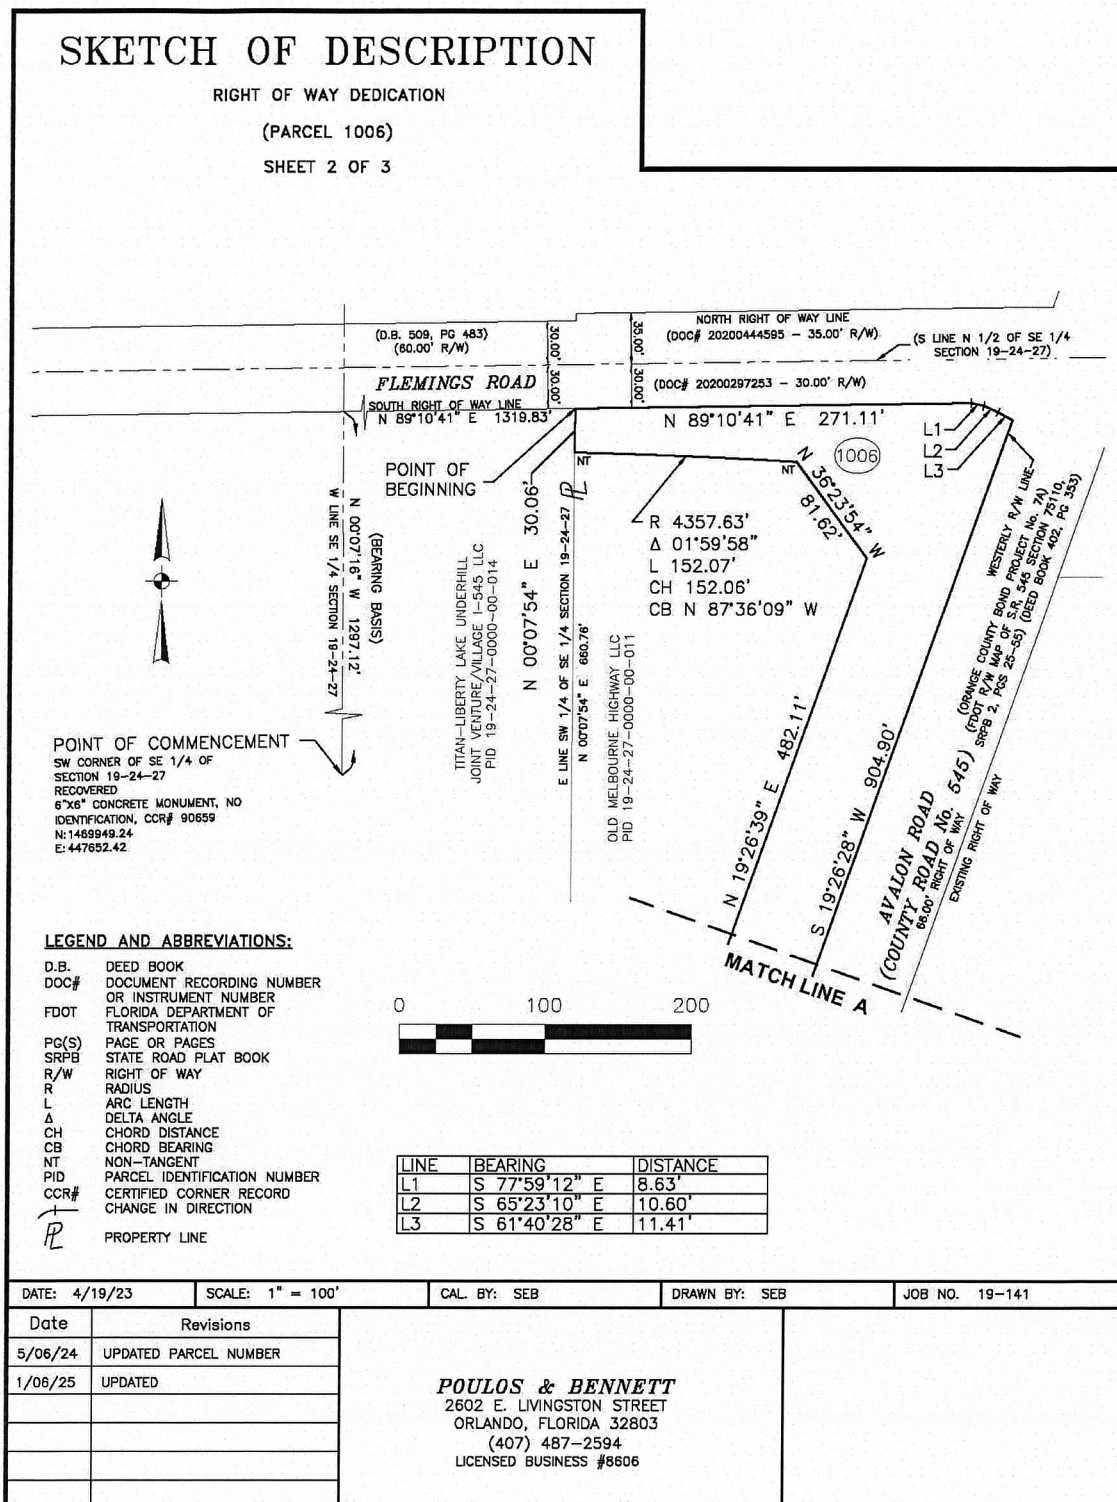 SKETCH OF DESCRIPTION
RIGHT OF WAY DEDICATION
(PARCEL 1006)
SHEET 2 OF 3
(D.B. 509, PG 483)
(60.00' R/W)
30.00'
30.00'
35.00'
30.00'
NORTH RIGHT OF WAY LINE
(DOC# 20200444595 – 35.00' R/W)
(S LINE N 1/2 OF SE 1/4
SECTION 19–24–27)
FLEMINGS ROAD
(DOC# 20200297253 – 30.00' R/W)
SOUTH RIGHT OF WAY LINE
N 89°10'41" E 1319.83'
N 89°10'41" E 271.11'
L1
L2
L3
1006
POINT OF
BEGINNING
NT
NT
N 36°23'54" W
81.62'
R 4357.63'
Δ 01°59'58"
L 152.07'
CH 152.06'
CB N 87°36'09" W
W LINE SE 1/4 SECTION 19–24–27
N 00°07'16" W 1297.12'
(BEARING BASIS)
TITAN–LIBERTY LAKE UNDERHILL
JOINT VENTURE/VILLAGE I–545 LLC
PID 19–24–27–0000–00–014
N 00°07'54" E 30.06'
PL
E LINE SW 1/4 OF SE 1/4 SECTION 19–24–27
N 00°07'54" E 660.76'
OLD MELBOURNE HIGHWAY LLC
PID 19–24–27–0000–00–011
N 19°26'39" E 482.11'
S 19°26'28" W 904.90'
WESTERLY R/W LINE
(ORANGE COUNTY BOND PROJECT No. 7A)
(FDOT R/W MAP OF S.R. 545 SECTION 75110,
SRPB 2, PGS 25–55) (DEED BOOK 402, PG 353)
AVALON ROAD
(COUNTY ROAD No. 545)
66.00' RIGHT OF WAY
EXISTING RIGHT OF WAY
POINT OF COMMENCEMENT
SW CORNER OF SE 1/4 OF
SECTION 19–24–27
RECOVERED
6"X6" CONCRETE MONUMENT, NO
IDENTIFICATION, CCR# 90659
N:1469949.24
E:447652.42
MATCH LINE A
LEGEND AND ABBREVIATIONS:
D.B. DEED BOOK
DOC# DOCUMENT RECORDING NUMBER
OR INSTRUMENT NUMBER
FDOT FLORIDA DEPARTMENT OF
TRANSPORTATION
PG(S) PAGE OR PAGES
SRPB STATE ROAD PLAT BOOK
R/W RIGHT OF WAY
R RADIUS
L ARC LENGTH
Δ DELTA ANGLE
CH CHORD DISTANCE
CB CHORD BEARING
NT NON–TANGENT
PID PARCEL IDENTIFICATION NUMBER
CCR# CERTIFIED CORNER RECORD
CHANGE IN DIRECTION
PL PROPERTY LINE
0 100 200
LINE BEARING DISTANCE
L1 S 77°59'12" E 8.63'
L2 S 65°23'10" E 10.60'
L3 S 61°40'28" E 11.41'
DATE: 4/19/23 SCALE: 1" = 100' CAL. BY: SEB DRAWN BY: SEB JOB NO. 19–141
Date Revisions
5/06/24 UPDATED PARCEL NUMBER
1/06/25 UPDATED
POULOS & BENNETT
2602 E. LIVINGSTON STREET
ORLANDO, FLORIDA 32803
(407) 487–2594
LICENSED BUSINESS #8606